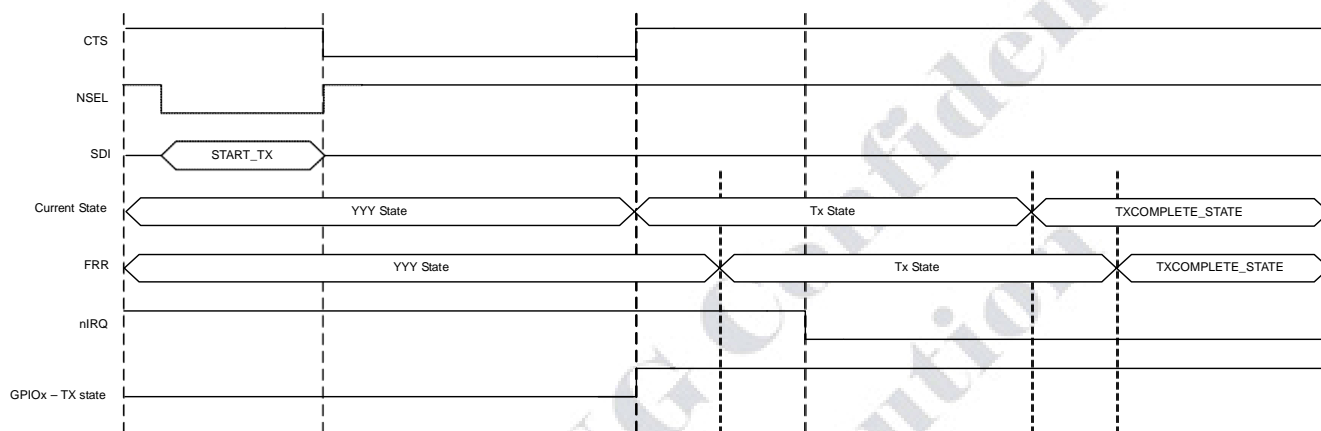 CTS
NSEL
SDI START_TX
Current State YYY State Tx State TXCOMPLETE_STATE
FRR YYY State Tx State TXCOMPLETE_STATE
nIRQ
GPIOx – TX state